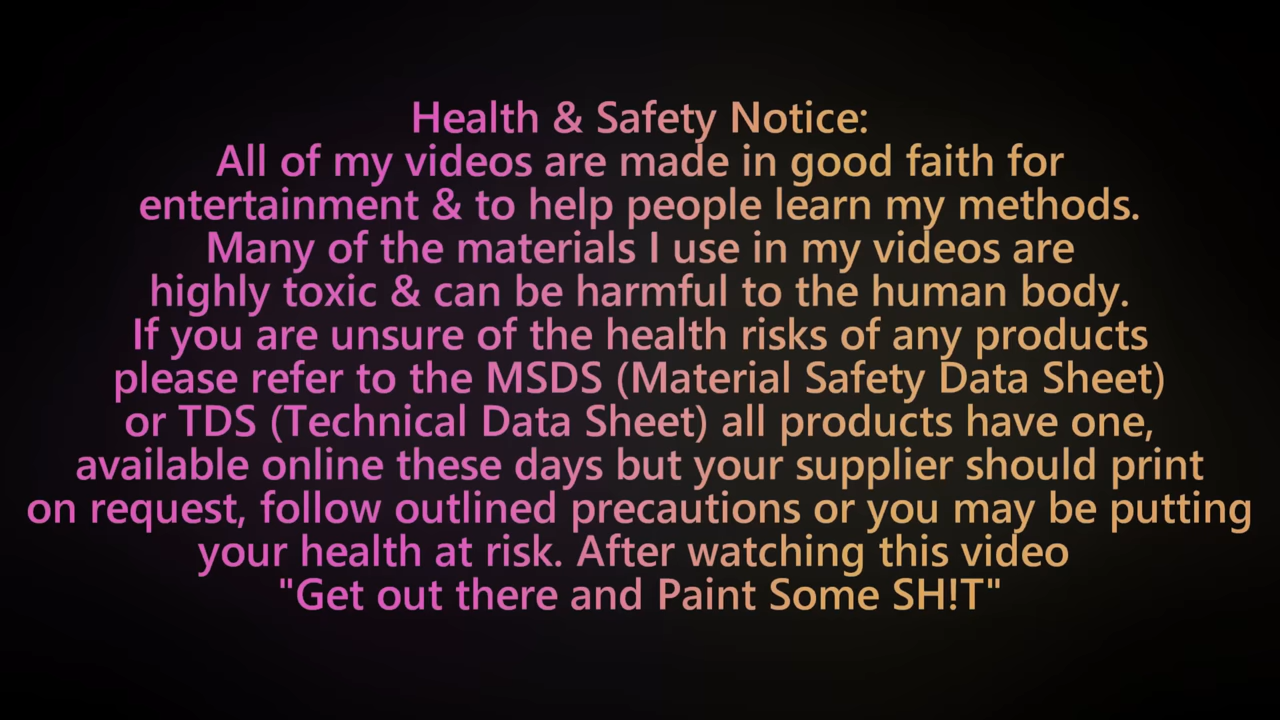 Health & Safety Notice:
All of my videos are made in good faith for
entertainment & to help people learn my methods.
Many of the materials I use in my videos are
highly toxic & can be harmful to the human body.
If you are unsure of the health risks of any products
please refer to the MSDS (Material Safety Data Sheet)
or TDS (Technical Data Sheet) all products have one,
available online these days but your supplier should print
on request, follow outlined precautions or you may be putting
your health at risk. After watching this video
"Get out there and Paint Some SH!T"